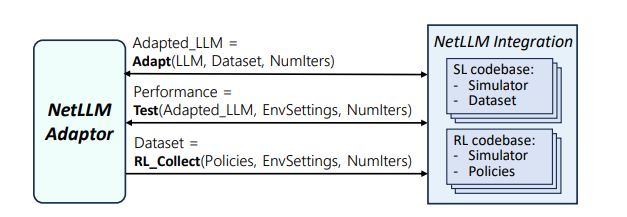 NetLLM
Adaptor
Adapted_LLM =
Adapt(LLM, Dataset, NumIters)
Performance =
Test(Adapted_LLM, EnvSettings, NumIters)
Dataset =
RL_Collect(Policies, EnvSettings, NumIters)
NetLLM Integration
SL codebase:
- Simulator
- Dataset
RL codebase:
- Simulator
- Policies